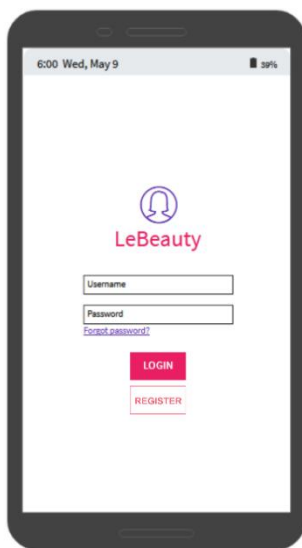 6:00 Wed, May 9 39%
LeBeauty
Username
Password
Forgot password?
LOGIN
REGISTER